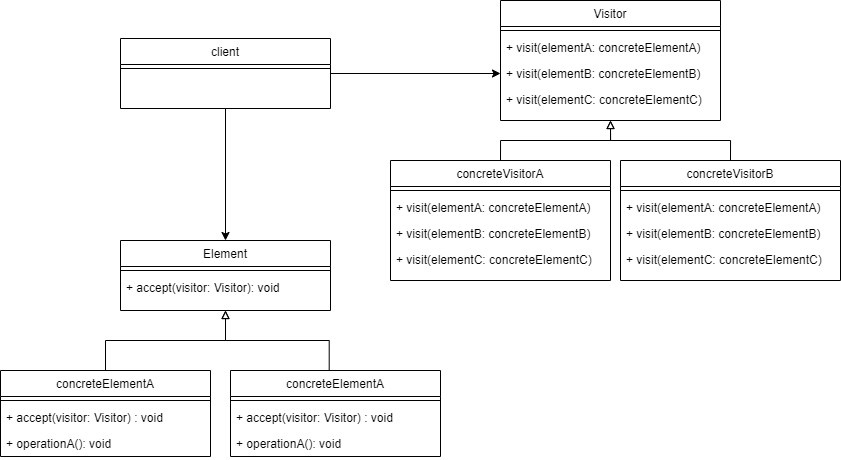 Visitor
+ visit(elementA: concreteElementA)
+ visit(elementB: concreteElementB)
+ visit(elementC: concreteElementC)
client
concreteVisitorA
+ visit(elementA: concreteElementA)
+ visit(elementB: concreteElementB)
+ visit(elementC: concreteElementC)
concreteVisitorB
+ visit(elementA: concreteElementA)
+ visit(elementB: concreteElementB)
+ visit(elementC: concreteElementC)
Element
+ accept(visitor: Visitor): void
concreteElementA
+ accept(visitor: Visitor) : void
+ operationA(): void
concreteElementA
+ accept(visitor: Visitor) : void
+ operationA(): void